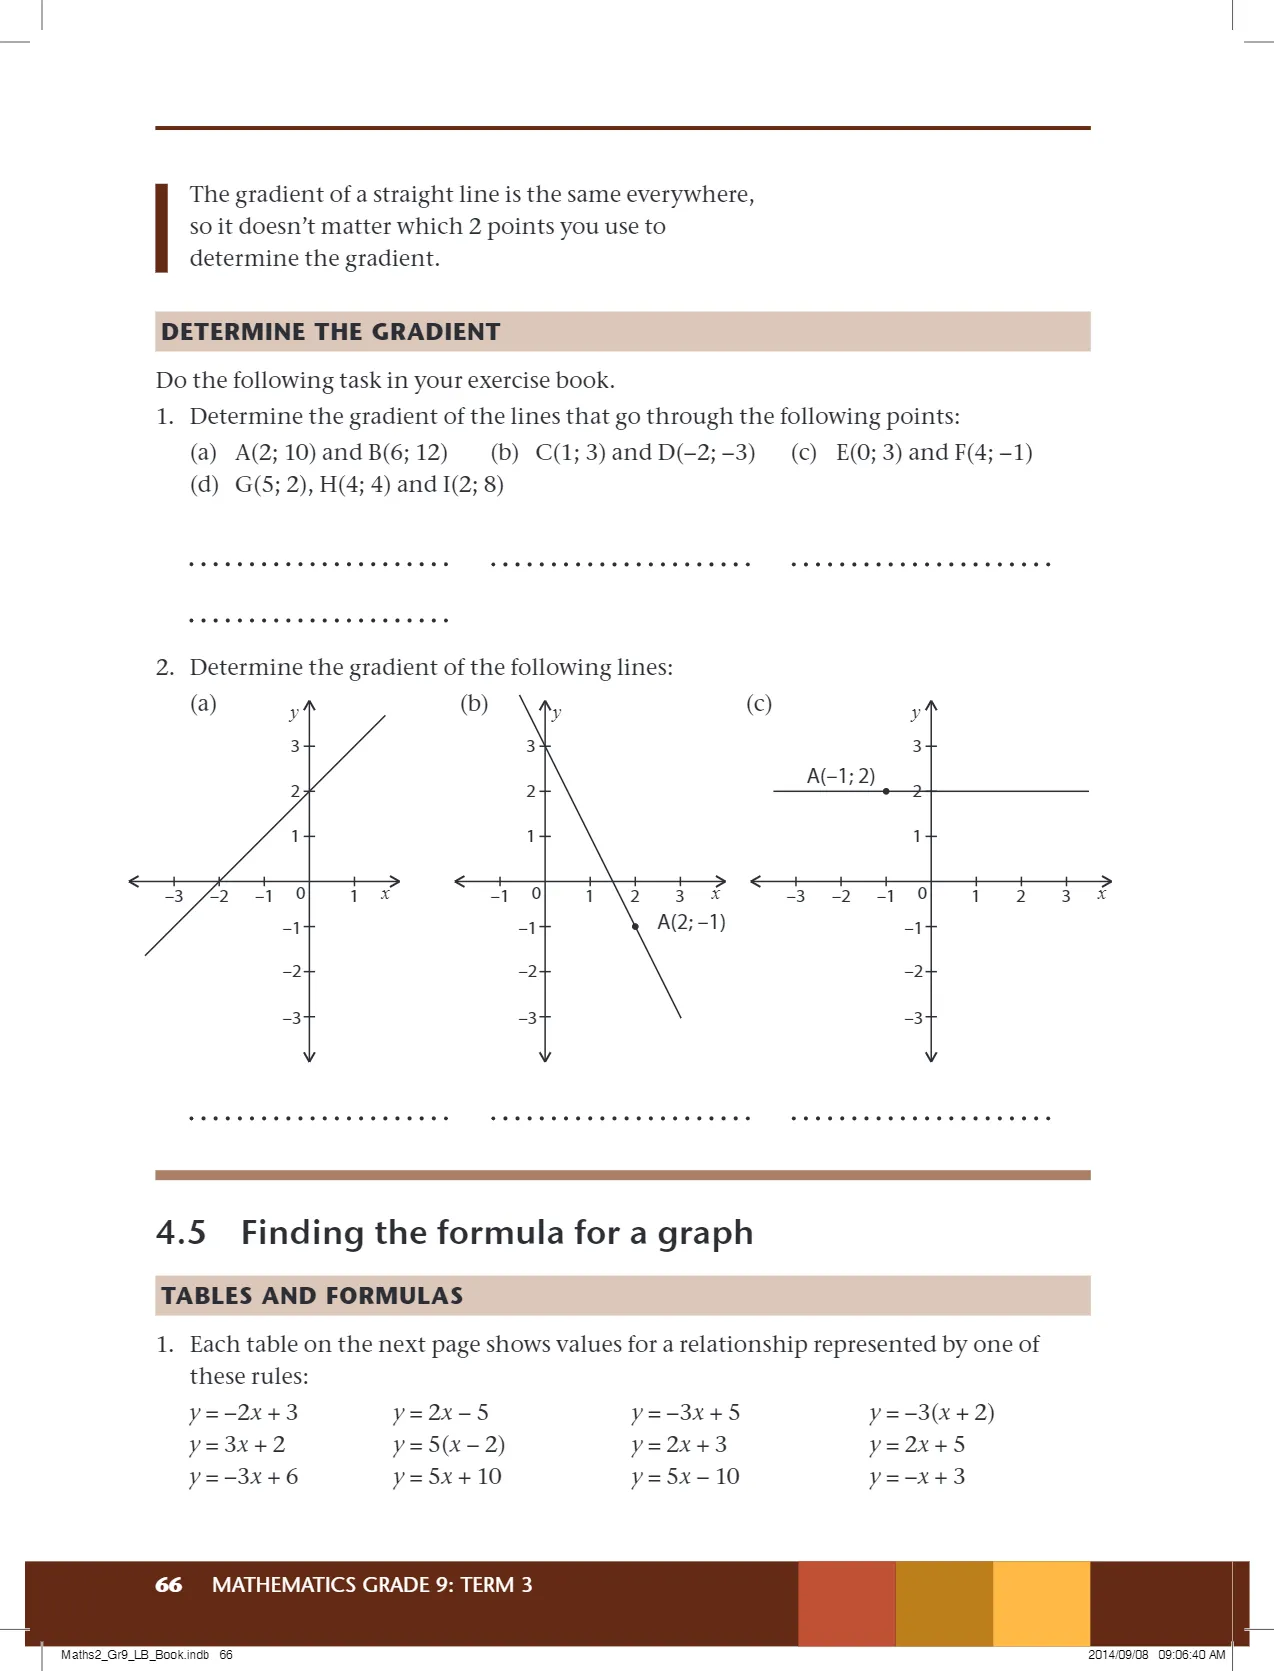 The gradient of a straight line is the same everywhere,
so it doesn’t matter which 2 points you use to
determine the gradient.
DETERMINE THE GRADIENT
Do the following task in your exercise book.
1. Determine the gradient of the lines that go through the following points:
(a) A(2; 10) and B(6; 12) (b) C(1; 3) and D(–2; –3) (c) E(0; 3) and F(4; –1)
(d) G(5; 2), H(4; 4) and I(2; 8)
2. Determine the gradient of the following lines:
(a) y 3 2 1 –3 –2 –1 0 1 x –1 –2 –3
(b) y 3 2 1 –1 0 1 2 3 x A(2; –1) –1 –2 –3
(c) y 3 A(–1; 2) 2 1 –3 –2 –1 0 1 2 3 x –1 –2 –3
4.5 Finding the formula for a graph
TABLES AND FORMULAS
1. Each table on the next page shows values for a relationship represented by one of
these rules:
y = –2x + 3 y = 2x – 5 y = –3x + 5 y = –3(x + 2)
y = 3x + 2 y = 5(x – 2) y = 2x + 3 y = 2x + 5
y = –3x + 6 y = 5x + 10 y = 5x – 10 y = –x + 3
66 MATHEMATICS GRADE 9: TERM 3
Maths2_Gr9_LB_Book.indb 66 2014/09/08 09:06:40 AM